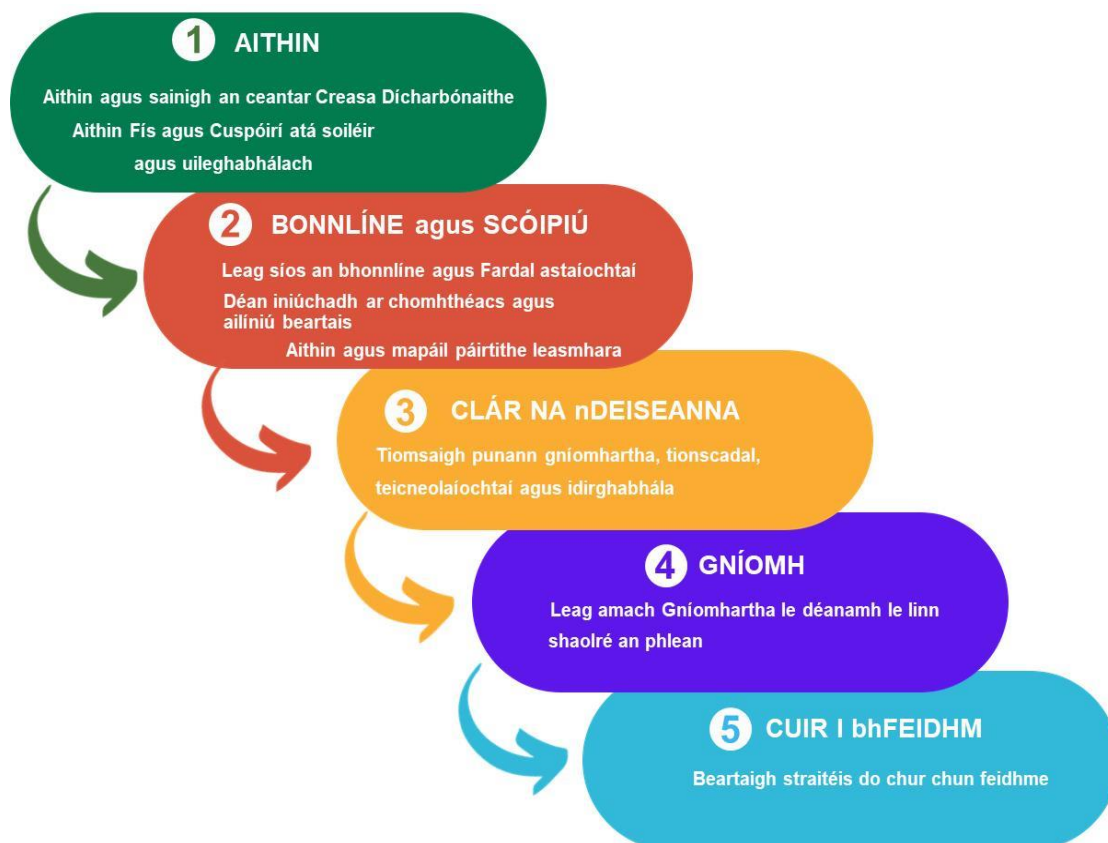 1 AITHIN
Aithin agus sainigh an ceantar Creasa Dícharbónaithe
Aithin Fís agus Cuspóirí atá soiléir
agus uileghabhálach
2 BONNLÍNE agus SCÓIPIÚ
Leag síos an bhonnlíne agus Fardal astaíochtaí
Déan iniúchadh ar chomhthéacs agus
ailíniú beartais
Aithin agus mapáil páirtithe leasmhara
3 CLÁR NA nDEISEANNA
Tiomsaigh punann gníomhartha, tionscadal,
teicneolaíochtaí agus idirghabhála
4 GNÍOMH
Leag amach Gníomhartha le déanamh le linn
shaolré an phlean
5 CUIR I bhFEIDHM
Beartaigh straitéis do chur chun feidhme